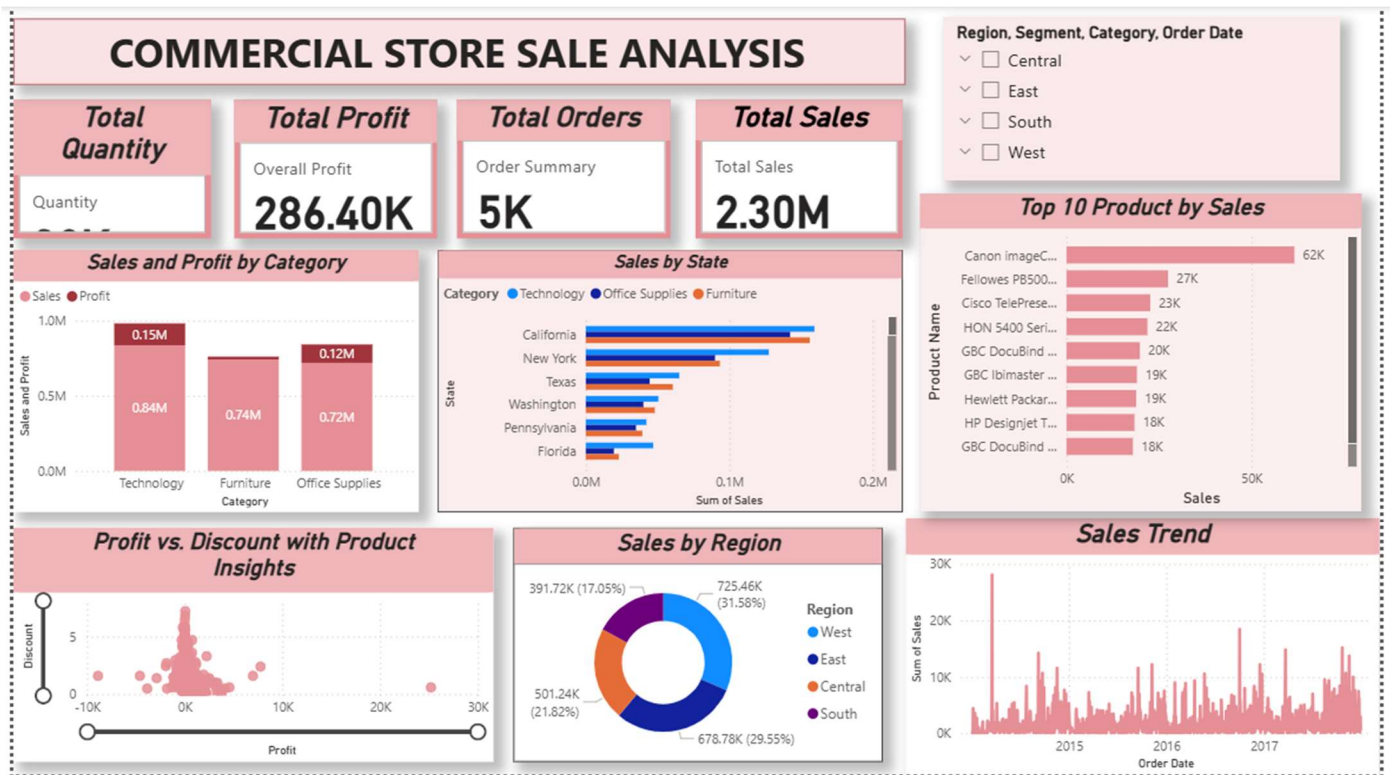 COMMERCIAL STORE SALE ANALYSIS
Region, Segment, Category, Order Date
Central
East
South
West
Total
Quantity
Quantity
Total Profit
Overall Profit
286.40K
Total Orders
Order Summary
5K
Total Sales
Total Sales
2.30M
Sales and Profit by Category
Sales Profit
Sales and Profit
1.0M
0.5M
0.0M
0.15M
0.84M
0.74M
0.12M
0.72M
Technology Furniture Office Supplies
Category
Sales by State
Category Technology Office Supplies Furniture
State
California
New York
Texas
Washington
Pennsylvania
Florida
0.0M 0.1M 0.2M
Sum of Sales
Top 10 Product by Sales
Product Name
Canon imageC... 62K
Fellowes PB500... 27K
Cisco TelePrese... 23K
HON 5400 Seri... 22K
GBC DocuBind ... 20K
GBC Ibimaster ... 19K
Hewlett Packar... 19K
HP Designjet T... 18K
GBC DocuBind ... 18K
0K 50K
Sales
Profit vs. Discount with Product
Insights
Discount
5
0
-10K 0K 10K 20K 30K
Profit
Sales by Region
391.72K (17.05%)
725.46K
(31.58%)
501.24K
(21.82%)
678.78K (29.55%)
Region
West
East
Central
South
Sales Trend
Sum of Sales
30K
20K
10K
0K
2015 2016 2017
Order Date